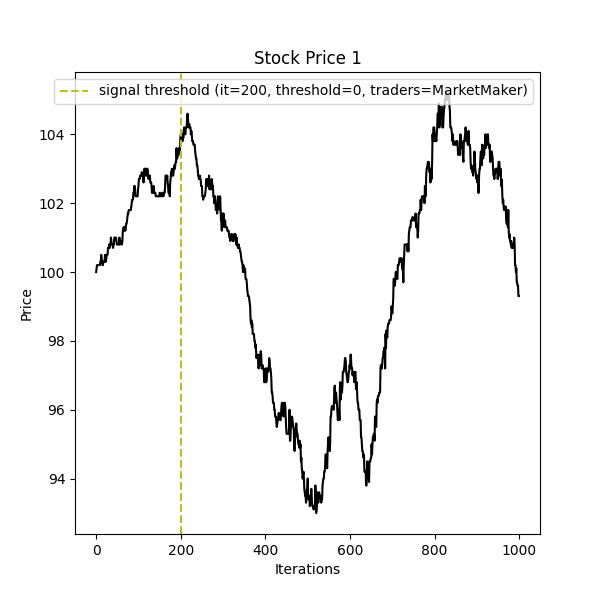 Stock Price 1
signal threshold (it=200, threshold=0, traders=MarketMaker)
104
102
100
98
96
94
Price
0 200 400 600 800 1000
Iterations